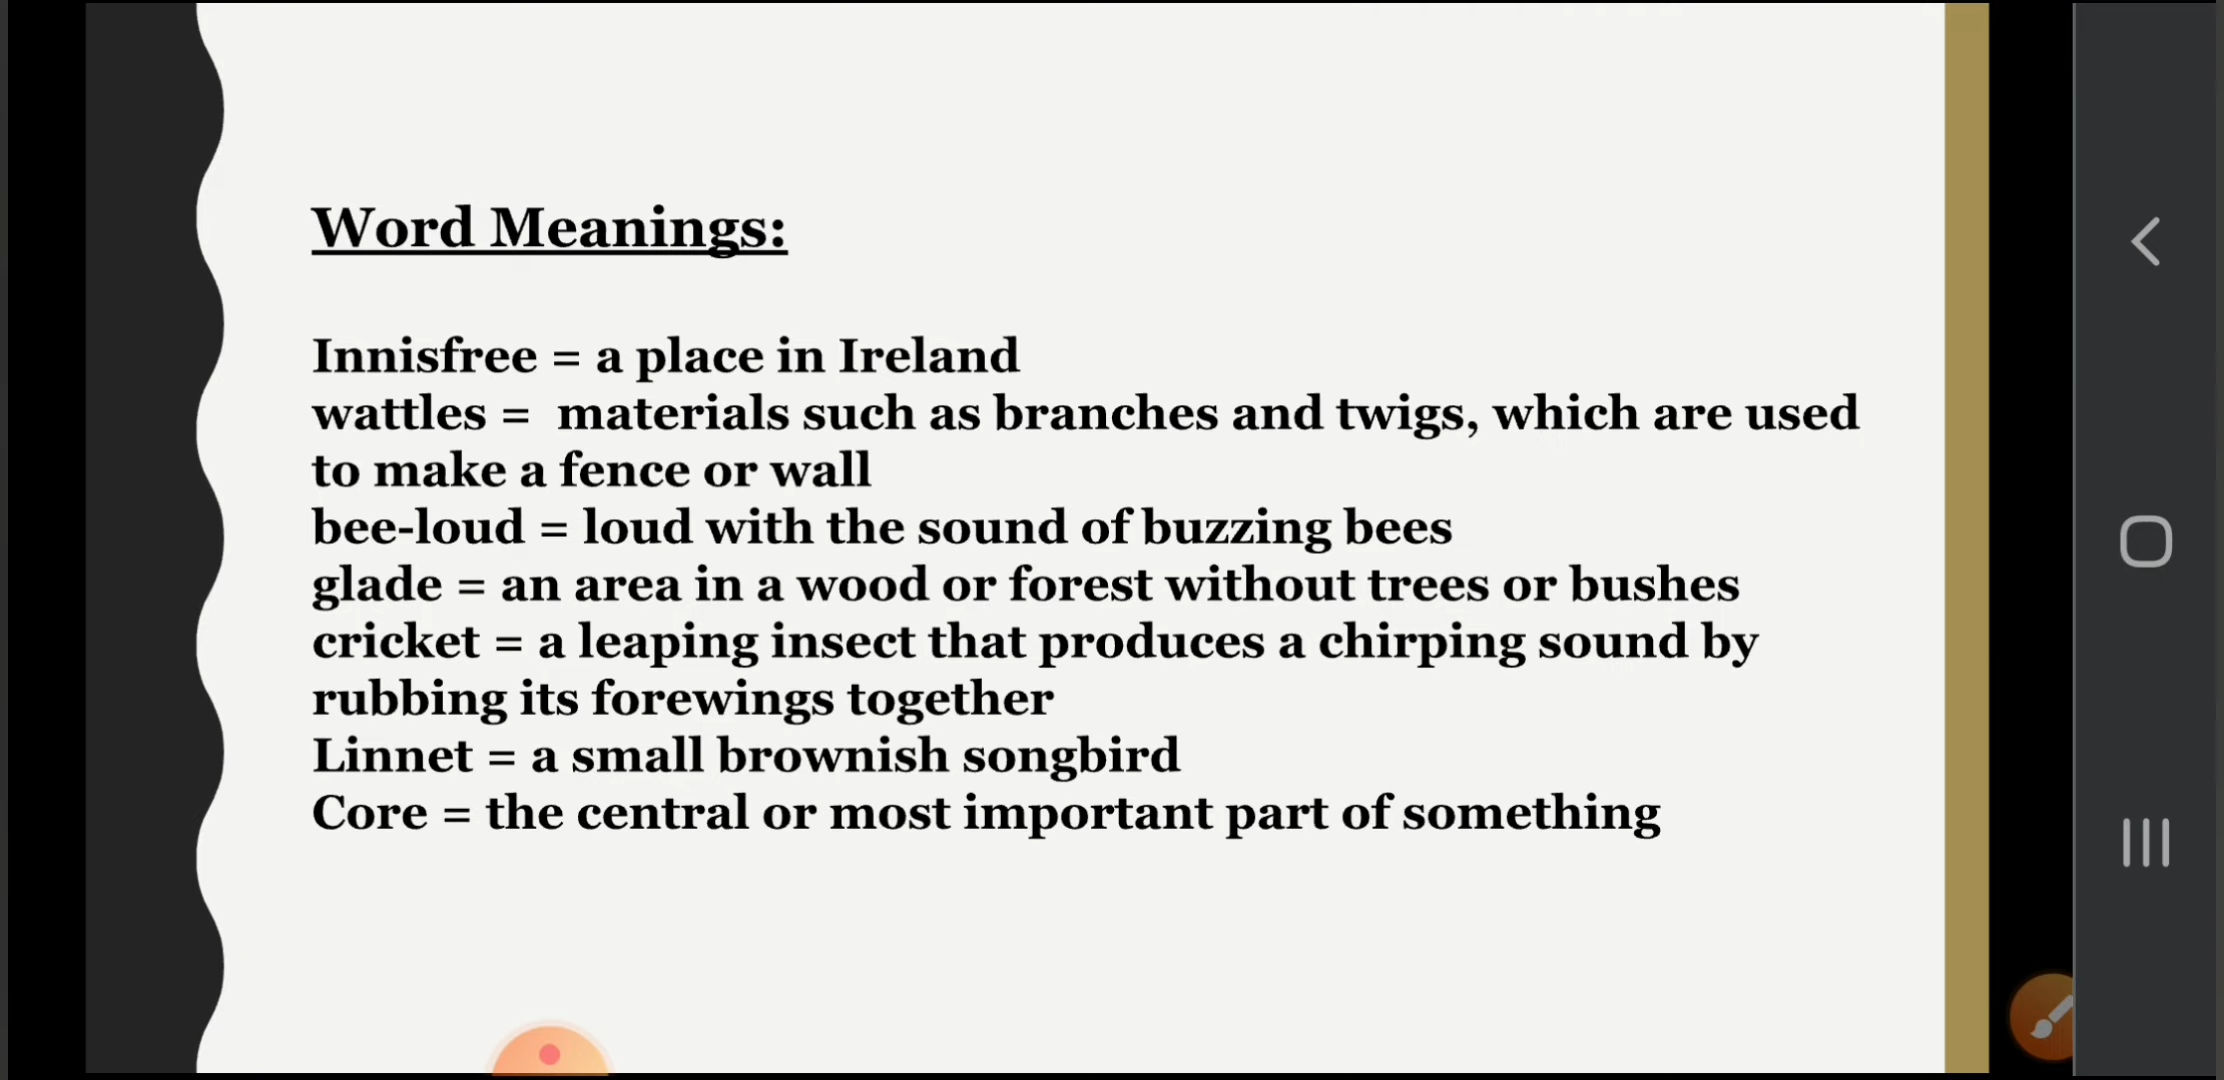 Word Meanings:
Innisfree = a place in Ireland
wattles =  materials such as branches and twigs, which are used
to make a fence or wall
bee-loud = loud with the sound of buzzing bees
glade = an area in a wood or forest without trees or bushes
cricket = a leaping insect that produces a chirping sound by
rubbing its forewings together
Linnet = a small brownish songbird
Core = the central or most important part of something